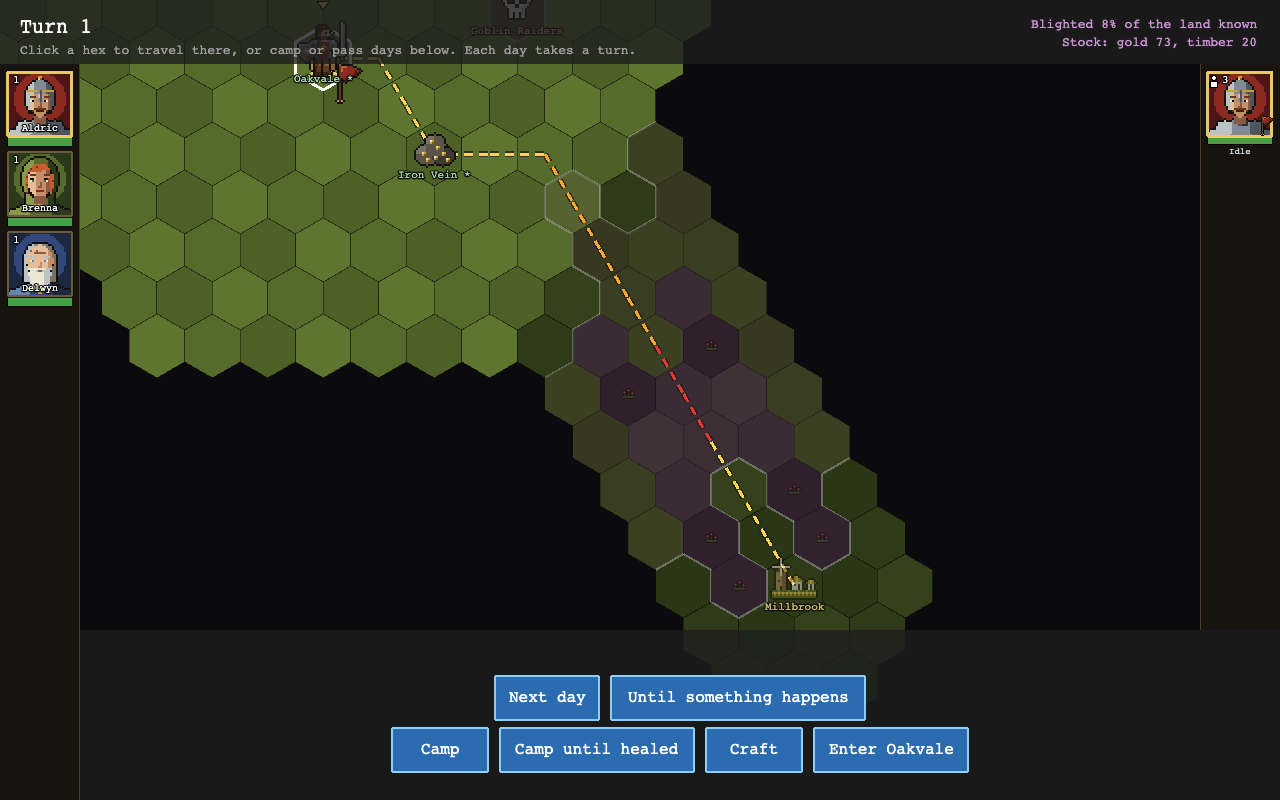 Turn 1
Click a hex to travel there, or camp or pass days below. Each day takes a turn.
Blighted 8% of the land known
Stock: gold 73, timber 20
Goblin Raiders
Oakvale *
Iron Vein *
Millbrook
1
Aldric
1
Brenna
1
Delwyn
3
Idle
Next day
Until something happens
Camp
Camp until healed
Craft
Enter Oakvale